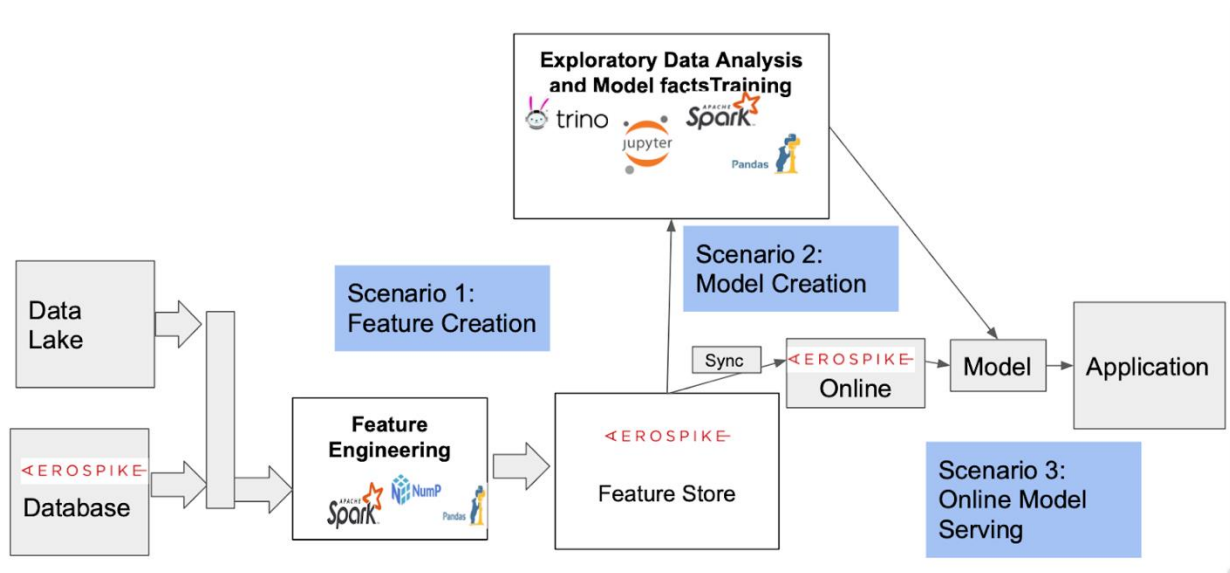 Exploratory Data Analysis
and Model factsTraining
trino
APACHE
Spark
jupyter
Pandas
Scenario 2:
Model Creation
Scenario 1:
Feature Creation
Data
Lake
Sync
AEROSPIKE
Online
Model
Application
Feature
Engineering
APACHE
Spark
NumP
Pandas
AEROSPIKE
Feature Store
AEROSPIKE
Database
Scenario 3:
Online Model
Serving